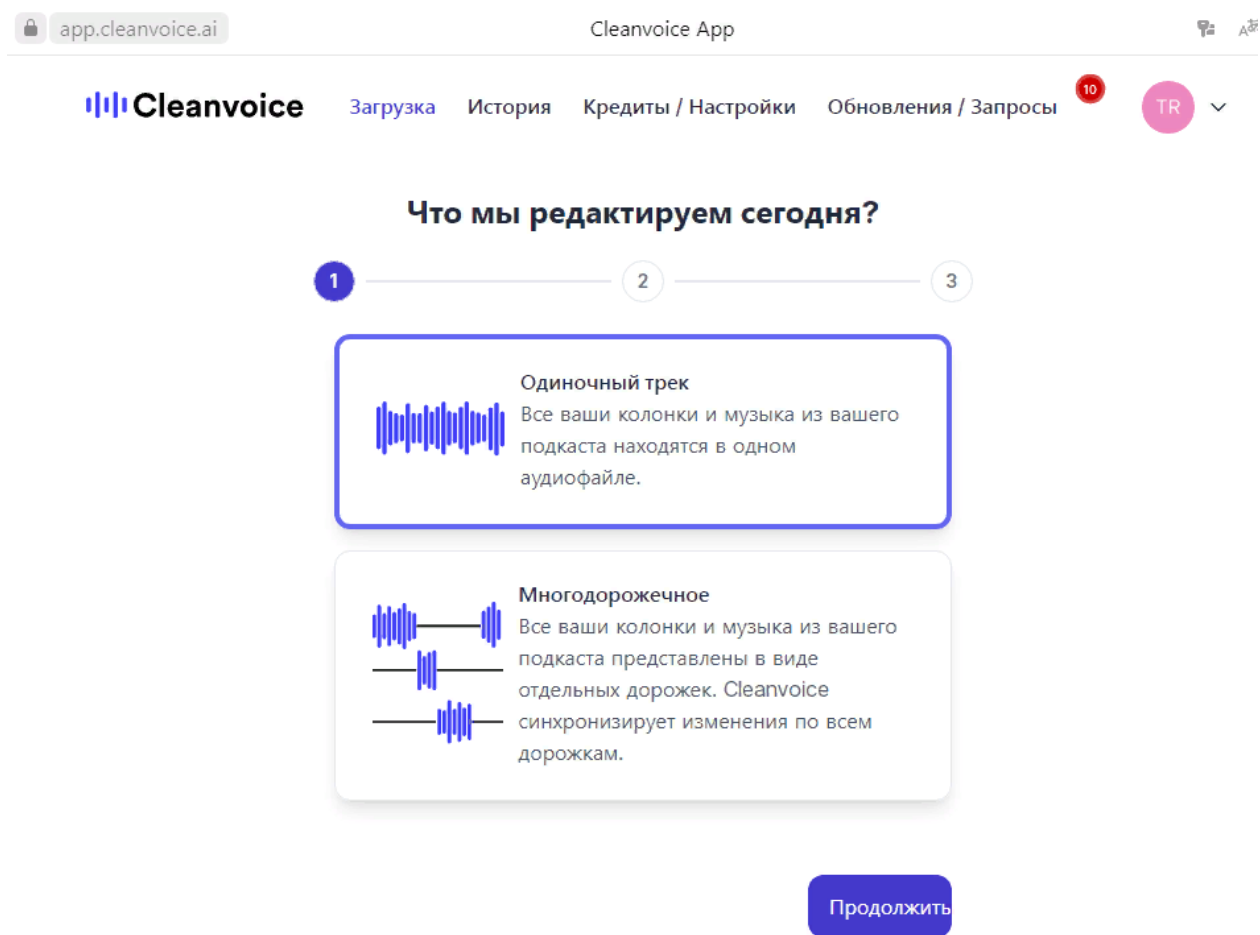 app.cleanvoice.ai
Cleanvoice App
Cleanvoice
Загрузка
История
Кредиты / Настройки
Обновления / Запросы
10
TR
Что мы редактируем сегодня?
1
2
3
Одиночный трек
Все ваши колонки и музыка из вашего
подкаста находятся в одном
аудиофайле.
Многодорожечное
Все ваши колонки и музыка из вашего
подкаста представлены в виде
отдельных дорожек. Cleanvoice
синхронизирует изменения по всем
дорожкам.
Продолжить